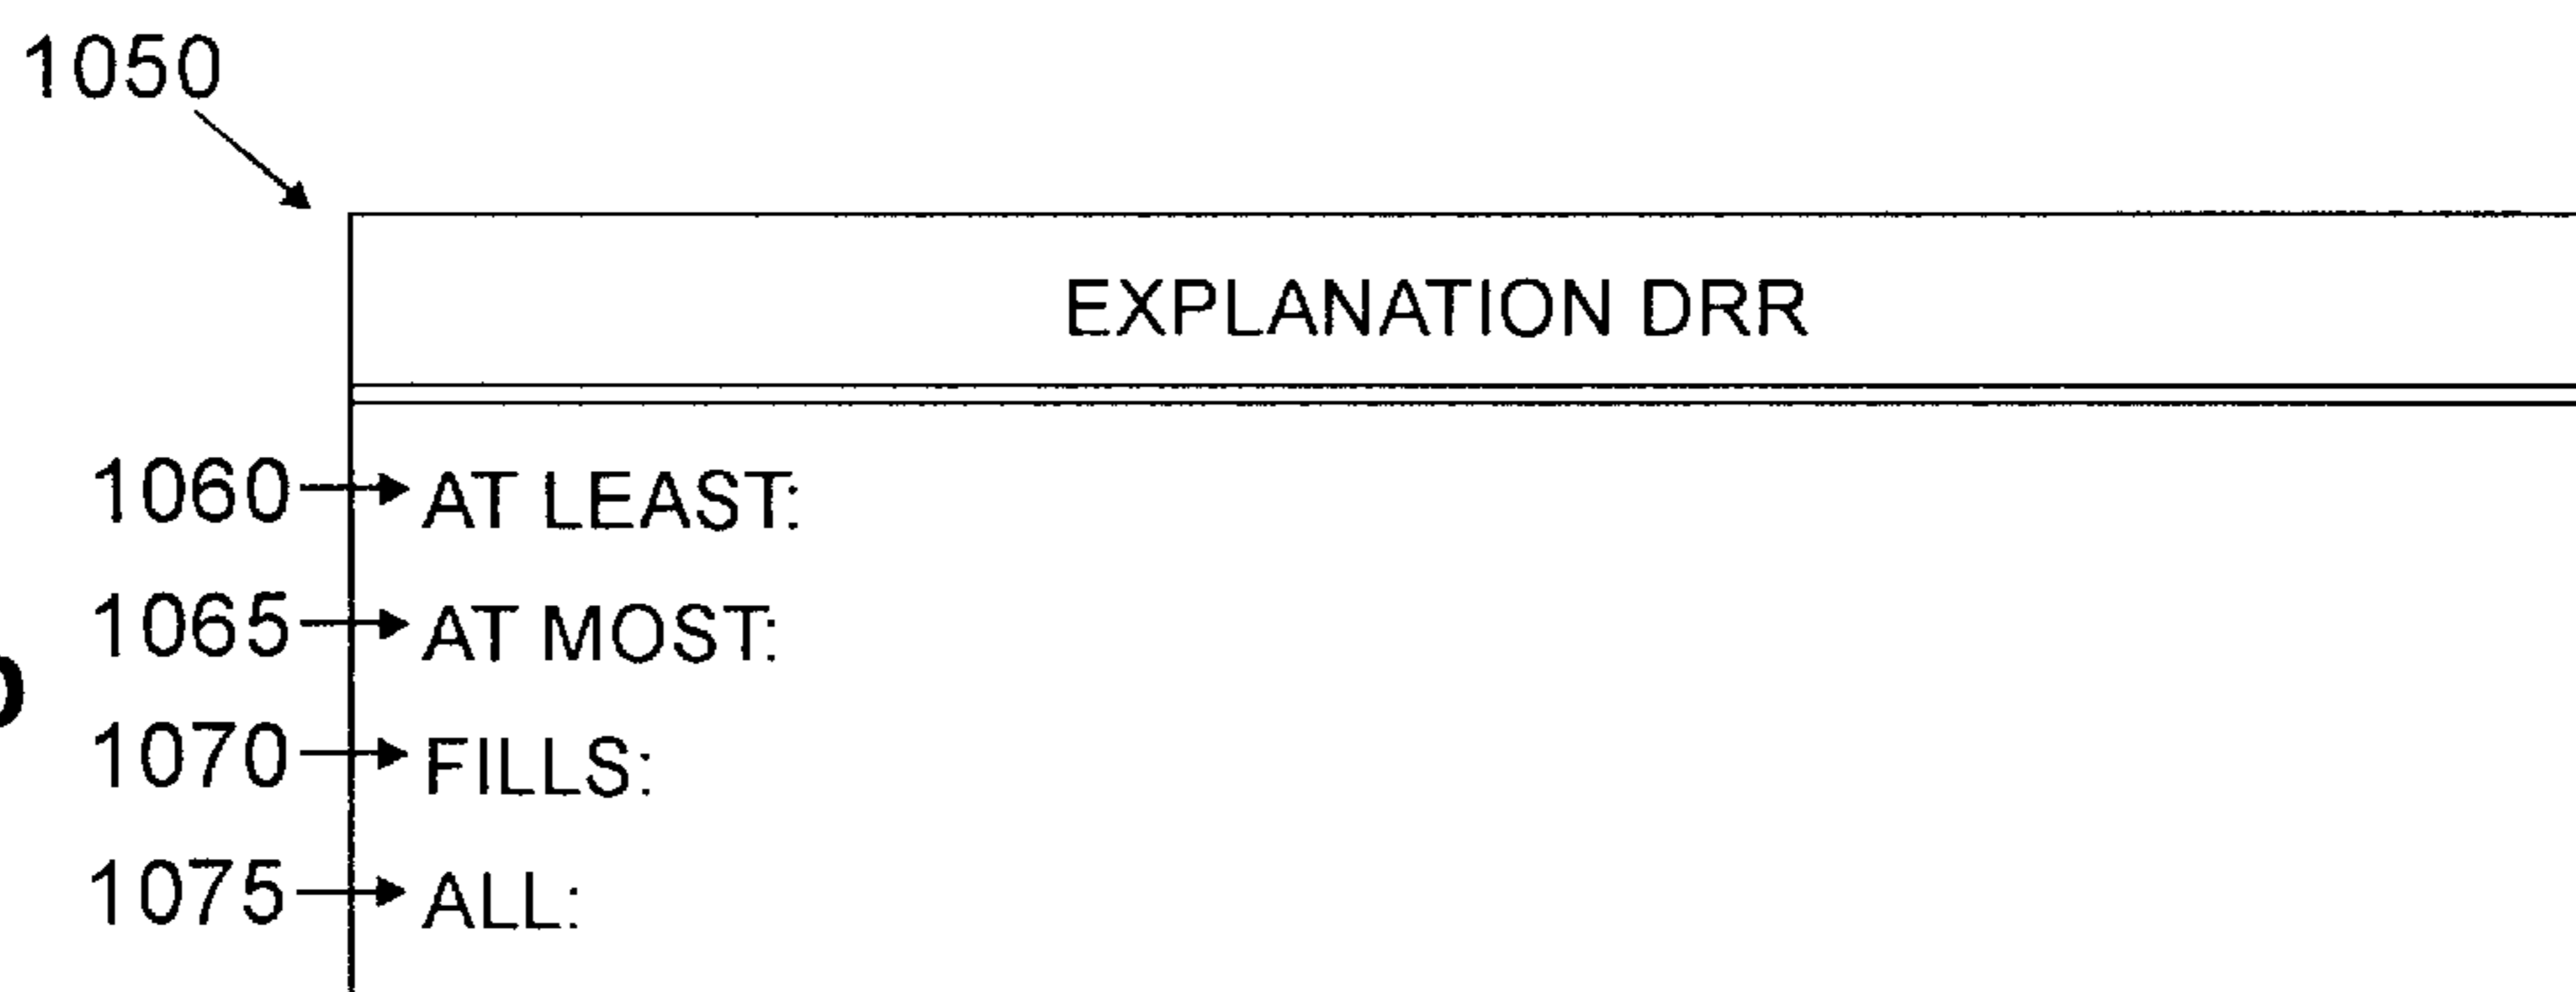 1050
EXPLANATION DRR
1060 AT LEAST:
1065 AT MOST:
1070 FILLS:
1075 ALL: